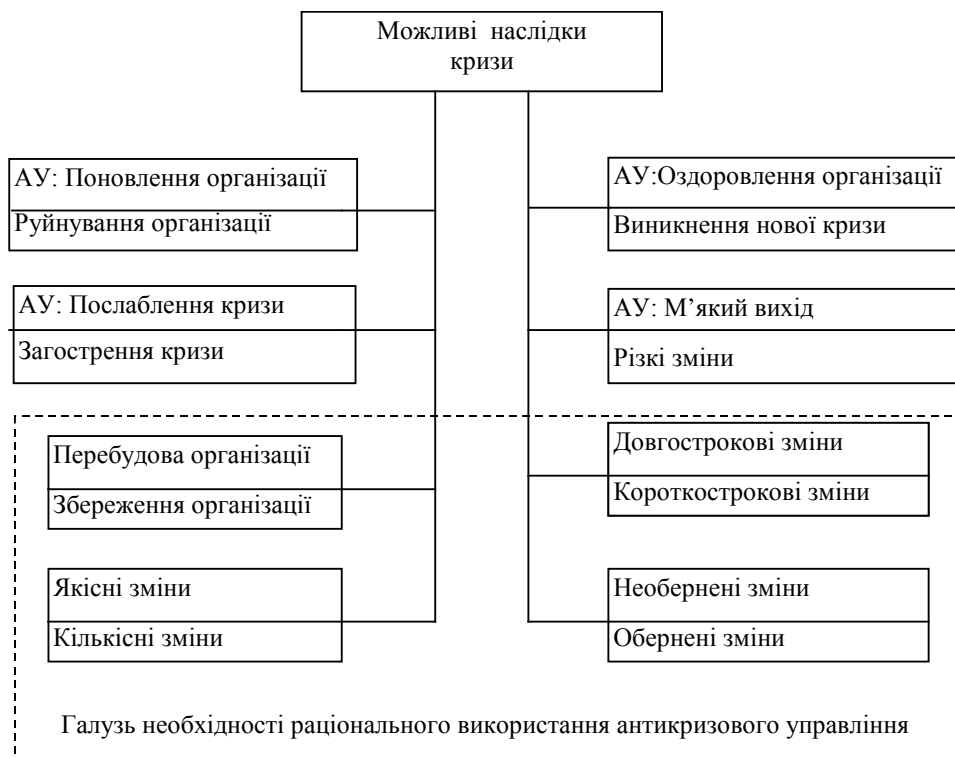 Можливі наслідки
кризи
АУ: Поновлення організації
Руйнування організації
АУ:Оздоровлення організації
Виникнення нової кризи
АУ: Послаблення кризи
Загострення кризи
АУ: М’який вихід
Різкі зміни
Перебудова організації
Збереження організації
Довгострокові зміни
Короткострокові зміни
Якісні зміни
Кількісні зміни
Необернені зміни
Обернені зміни
Галузь необхідності раціонального використання антикризового управління